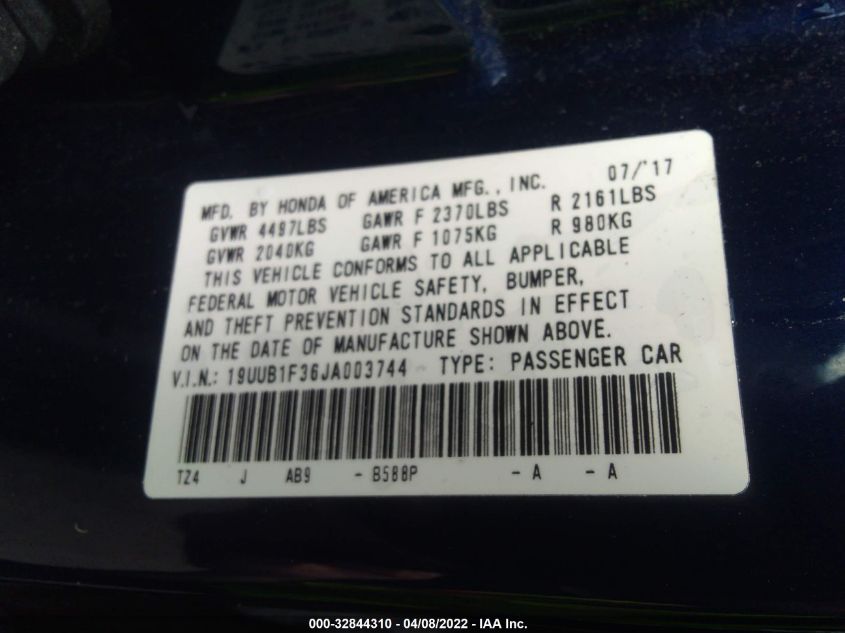 MFD. BY HONDA OF AMERICA MFG., INC. 07/'17
GVWR 4497LBS GAWR F 2370LBS R 2161LBS
GVWR 2040KG GAWR F 1075KG R 980KG
THIS VEHICLE CONFORMS TO ALL APPLICABLE
FEDERAL MOTOR VEHICLE SAFETY, BUMPER,
AND THEFT PREVENTION STANDARDS IN EFFECT
ON THE DATE OF MANUFACTURE SHOWN ABOVE.
V.I.N.: 19UUB1F36JA003744 TYPE: PASSENGER CAR
TZ4 J AB9 - B588P - A - A
000-32844310 - 04/08/2022 - IAA Inc.